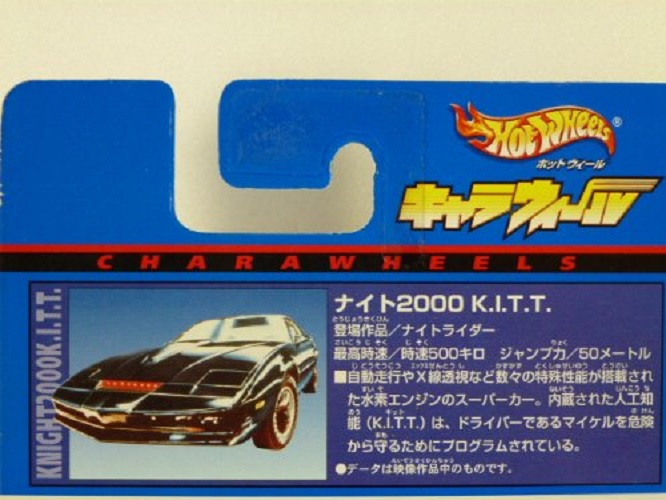 HOT WHEELS®
ホットウィール
キャラウィール
CHARAWHEELS
KNIGHT2000K.I.T.T.
ナイト2000 K.I.T.T.
登場作品／ナイトライダー
最高時速／時速500キロ ジャンプ力／50メートル
■自動走行やX線透視など数々の特殊性能が搭載され
た水素エンジンのスーパーカー。内蔵された人工知
能(K.I.T.T.)は、ドライバーであるマイケルを危険
から守るためにプログラムされている。
●データは映像作品中のものです。